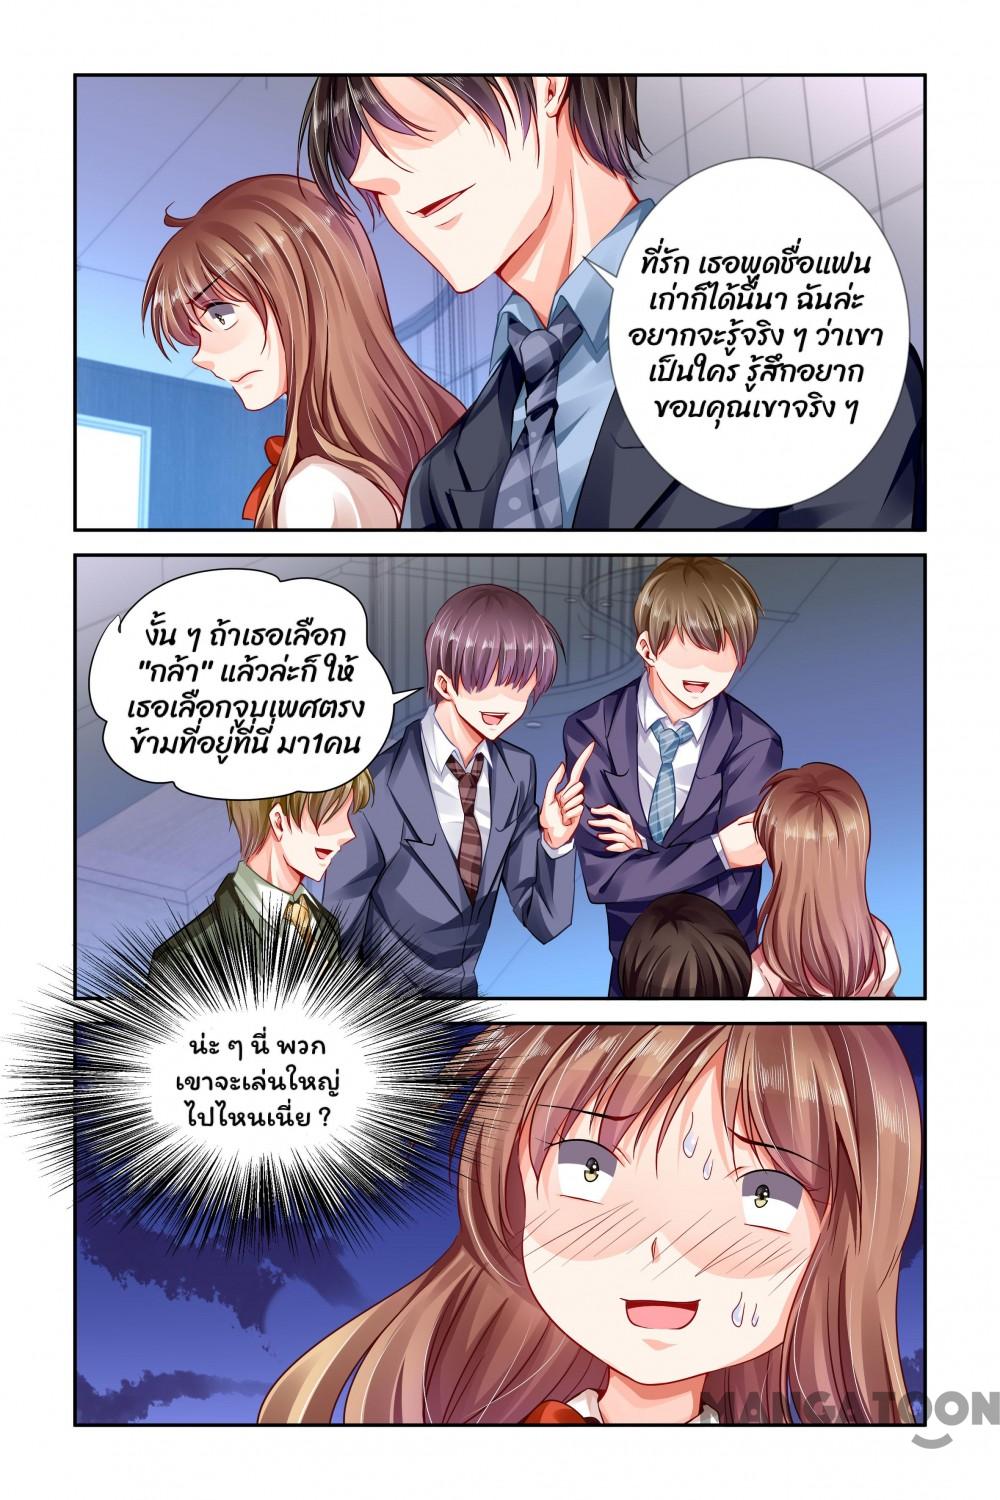 ที่รัก เธอพูดชื่อแฟน
เก่าก็ได้นี่นา ฉันล่ะ
อยากจะรู้จริง ๆ ว่าเขา
เป็นใคร รู้สึกอยาก
ขอบคุณเขาจริง ๆ
งั้น ๆ ถ้าเธอเลือก
"กล้า" แล้วล่ะก็ ให้
เธอเลือกจูบเพศตรง
ข้ามที่อยู่ที่นี่ มา1คน
น่ะ ๆ นี่ พวก
เขาจะเล่นใหญ่
ไปไหนเนี่ย ?
MANGATOON